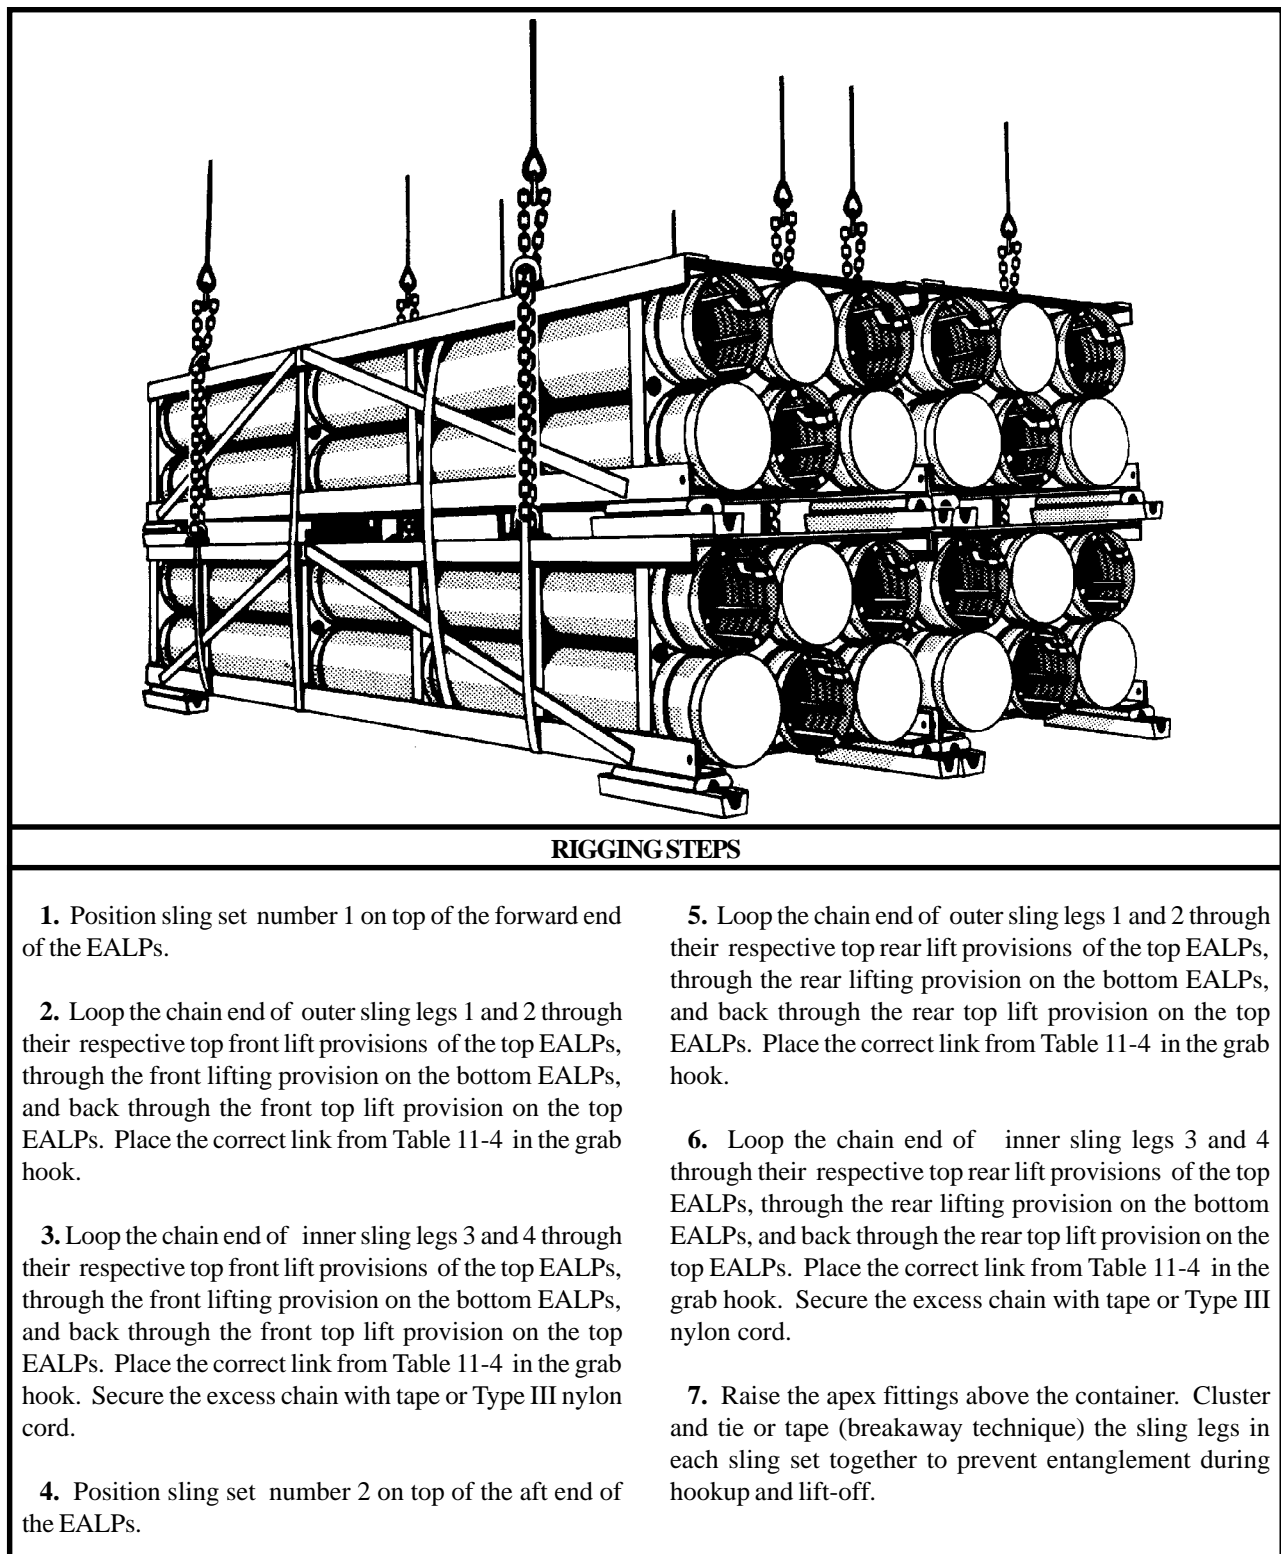 RIGGING STEPS
1. Position sling set number 1 on top of the forward end
of the EALPs.
2. Loop the chain end of outer sling legs 1 and 2 through
their respective top front lift provisions of the top EALPs,
through the front lifting provision on the bottom EALPs,
and back through the front top lift provision on the top
EALPs. Place the correct link from Table 11-4 in the grab
hook.
3. Loop the chain end of inner sling legs 3 and 4 through
their respective top front lift provisions of the top EALPs,
through the front lifting provision on the bottom EALPs,
and back through the front top lift provision on the top
EALPs. Place the correct link from Table 11-4 in the grab
hook. Secure the excess chain with tape or Type III nylon
cord.
4. Position sling set number 2 on top of the aft end of
the EALPs.
5. Loop the chain end of outer sling legs 1 and 2 through
their respective top rear lift provisions of the top EALPs,
through the rear lifting provision on the bottom EALPs,
and back through the rear top lift provision on the top
EALPs. Place the correct link from Table 11-4 in the grab
hook.
6. Loop the chain end of inner sling legs 3 and 4
through their respective top rear lift provisions of the top
EALPs, through the rear lifting provision on the bottom
EALPs, and back through the rear top lift provision on the
top EALPs. Place the correct link from Table 11-4 in the
grab hook. Secure the excess chain with tape or Type III
nylon cord.
7. Raise the apex fittings above the container. Cluster
and tie or tape (breakaway technique) the sling legs in
each sling set together to prevent entanglement during
hookup and lift-off.